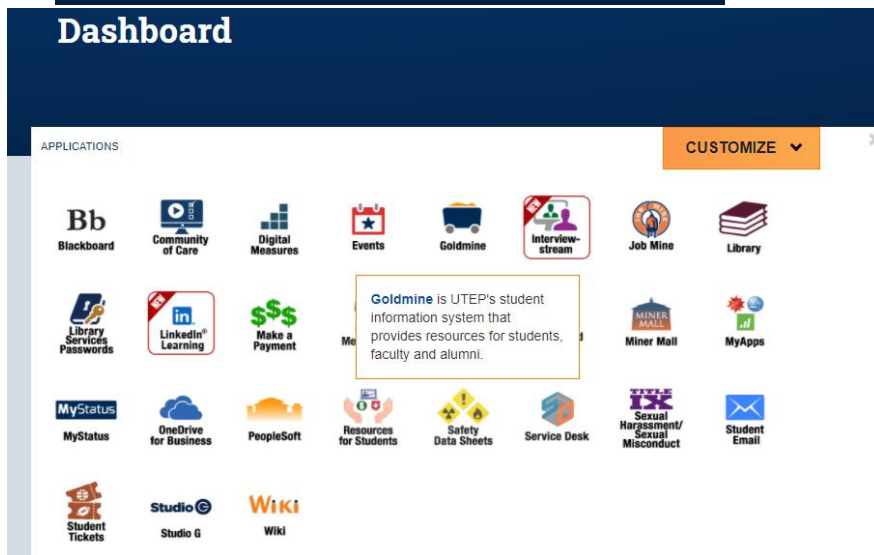 Dashboard
APPLICATIONS
CUSTOMIZE
Bb
Blackboard
Community
of Care
Digital
Measures
Events
Goldmine
NEW
Interview-
stream
Job Mine
Library
Library
Services
Passwords
NEW
in
LinkedIn®
Learning
$$$
Make a
Payment
Goldmine is UTEP's student
information system that
provides resources for students,
faculty and alumni.
MINER
MALL
Miner Mall
MyApps
MyStatus
MyStatus
OneDrive
for Business
PeopleSoft
Resources
for Students
Safety
Data Sheets
Service Desk
TITLE
IX
Sexual
Harassment/
Sexual
Misconduct
Student
Email
Student
Tickets
Studio G
Studio G
Wiki
Wiki